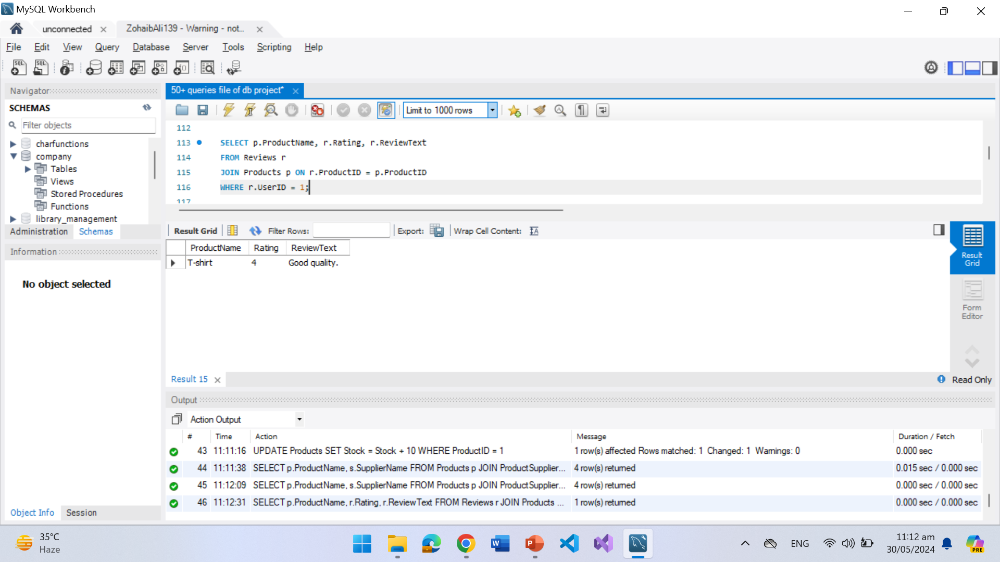 MySQL Workbench
unconnected
ZohaibAli139 - Warning - not...
File Edit View Query Database Server Tools Scripting Help
Navigator
SCHEMAS
Filter objects
charfunctions
company
Tables
Views
Stored Procedures
Functions
library_management
Administration Schemas
Information
No object selected
Object Info Session
50+ queries file of db project*
Limit to 1000 rows
112
113 SELECT p.ProductName, r.Rating, r.ReviewText
114 FROM Reviews r
115 JOIN Products p ON r.ProductID = p.ProductID
116 WHERE r.UserID = 1;
117
Result Grid Filter Rows: Export: Wrap Cell Content:
ProductName Rating ReviewText
T-shirt 4 Good quality.
Result
Grid
Form
Editor
Result 15
Read Only
Output
Action Output
# Time Action Message Duration / Fetch
43 11:11:16 UPDATE Products SET Stock = Stock + 10 WHERE ProductID = 1 1 row(s) affected Rows matched: 1 Changed: 1 Warnings: 0 0.000 sec
44 11:11:38 SELECT p.ProductName, s.SupplierName FROM Products p JOIN ProductSupplier... 4 row(s) returned 0.015 sec / 0.000 sec
45 11:12:09 SELECT p.ProductName, s.SupplierName FROM Products p JOIN ProductSupplier... 4 row(s) returned 0.000 sec / 0.000 sec
46 11:12:31 SELECT p.ProductName, r.Rating, r.ReviewText FROM Reviews r JOIN Products ... 1 row(s) returned 0.000 sec / 0.000 sec
35°C
Haze
ENG
11:12 am
30/05/2024
PRE